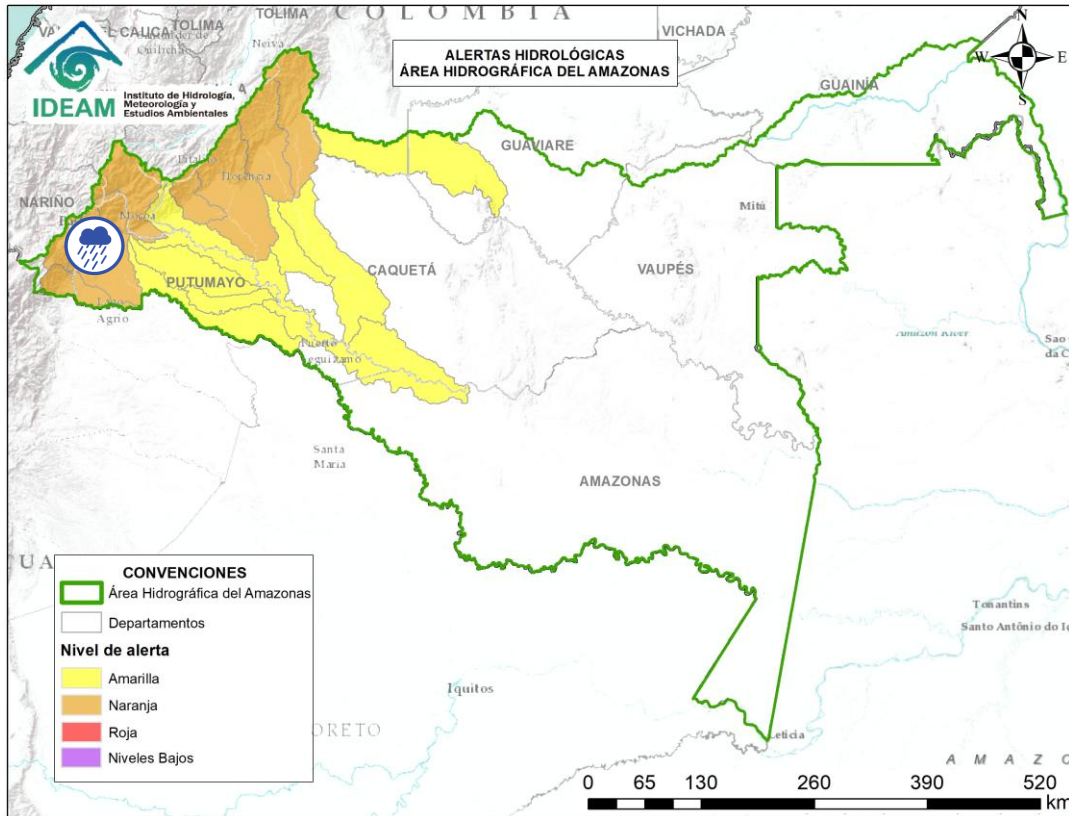 COLOMBIA
TOLIMA
TOLIMA
Neiva
VICHADA
N
W
E
S
IDEAM
Instituto de Hidrología,
Meteorología y
Estudios Ambientales
ALERTAS HIDROLÓGICAS
ÁREA HIDROGRÁFICA DEL AMAZONAS
GUAINÍA
GUAVIARE
Florencia
NARIÑO
Mocoa
Mitú
CAQUETÁ
VAUPÉS
PUTUMAYO
Agrio
Amazon River
Puerto
Santa
Maria
AMAZONAS
CONVENCIONES
Área Hidrográfica del Amazonas
Departamentos
Nivel de alerta
Amarilla
Naranja
Roja
Niveles Bajos
Tonantins
Santo Antônio do
Iquitos
Leticia
0 65 130 260 390 520
km